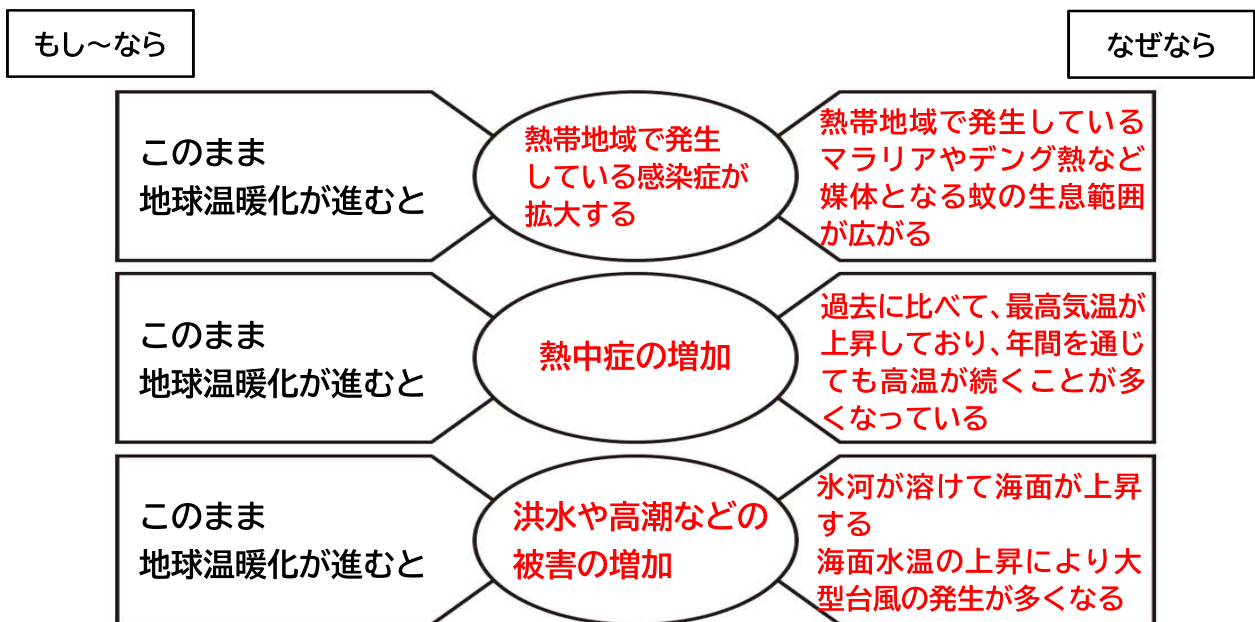 もし～なら
なぜなら
このまま
地球温暖化が進むと
熱帯地域で発生
している感染症が
拡大する
熱帯地域で発生している
マラリアやデング熱など
媒体となる蚊の生息範囲
が広がる
このまま
地球温暖化が進むと
熱中症の増加
過去に比べて、最高気温が
上昇しており、年間を通じ
ても高温が続くことが多
くなっている
このまま
地球温暖化が進むと
洪水や高潮などの
被害の増加
氷河が溶けて海面が上昇
する
海面水温の上昇により大
型台風の発生が多くなる